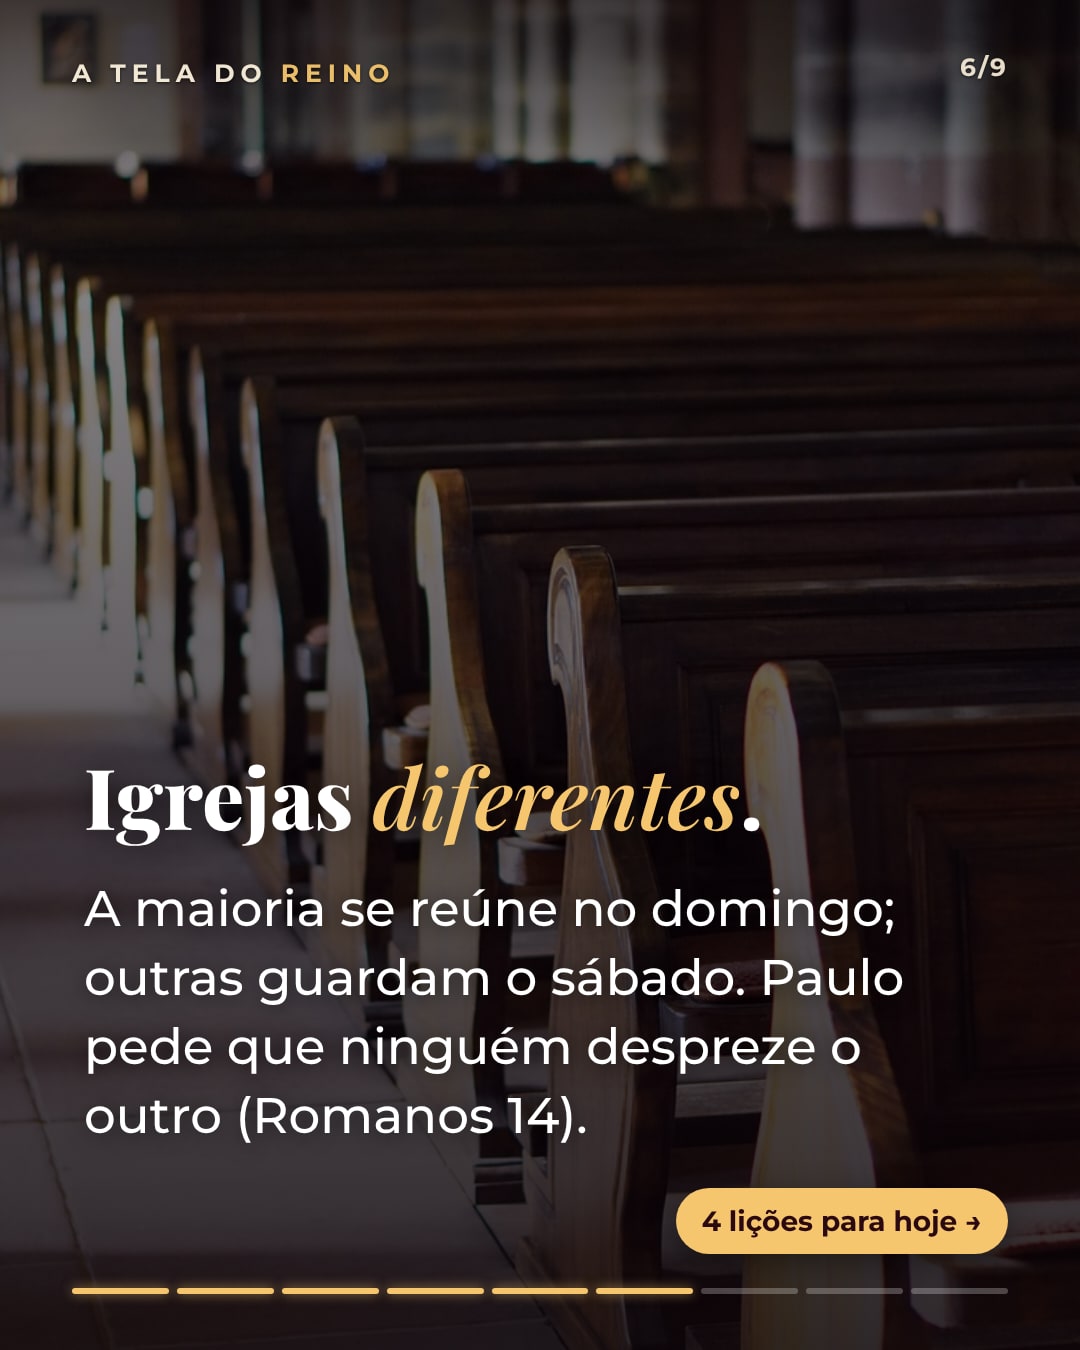 A TELA DO REINO
6/9
Igrejas diferentes.
A maioria se reúne no domingo;
outras guardam o sábado. Paulo
pede que ninguém despreze o
outro (Romanos 14).
4 lições para hoje →